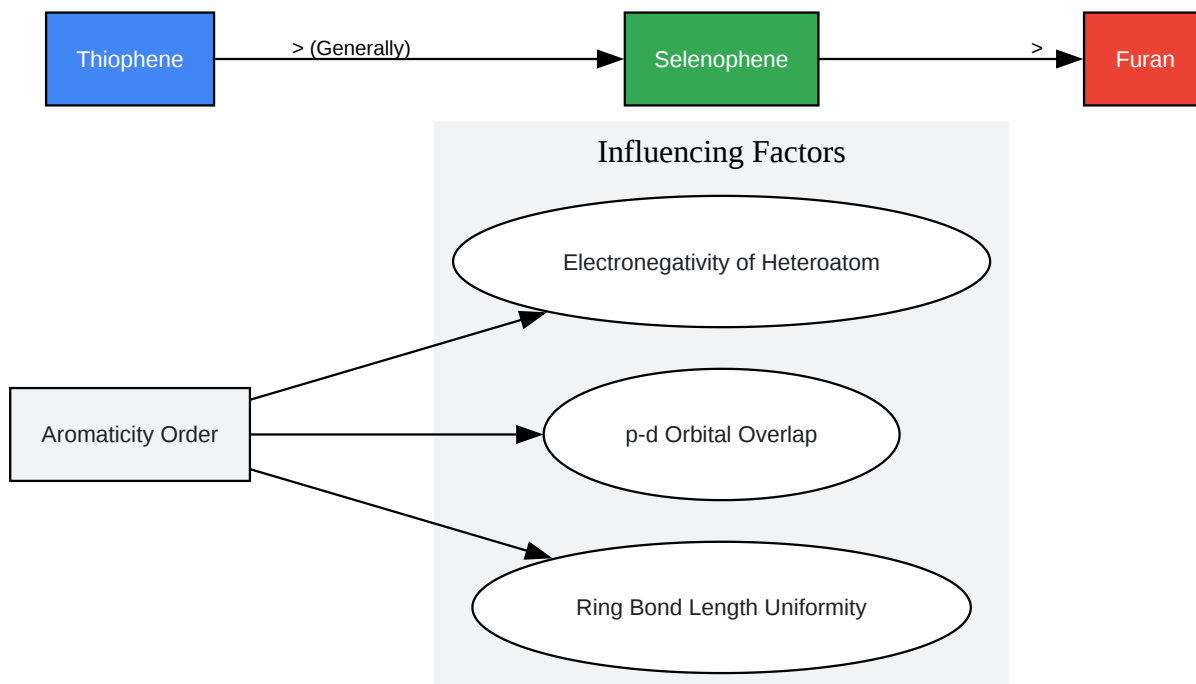 Thiophene
> (Generally)
Selenophene
>
Furan
Influencing Factors
Electronegativity of Heteroatom
Aromaticity Order
p-d Orbital Overlap
Ring Bond Length Uniformity